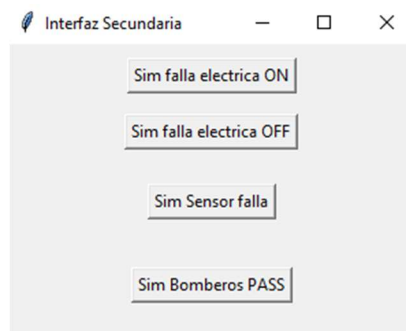 Interfaz Secundaria
Sim falla electrica ON
Sim falla electrica OFF
Sim Sensor falla
Sim Bomberos PASS